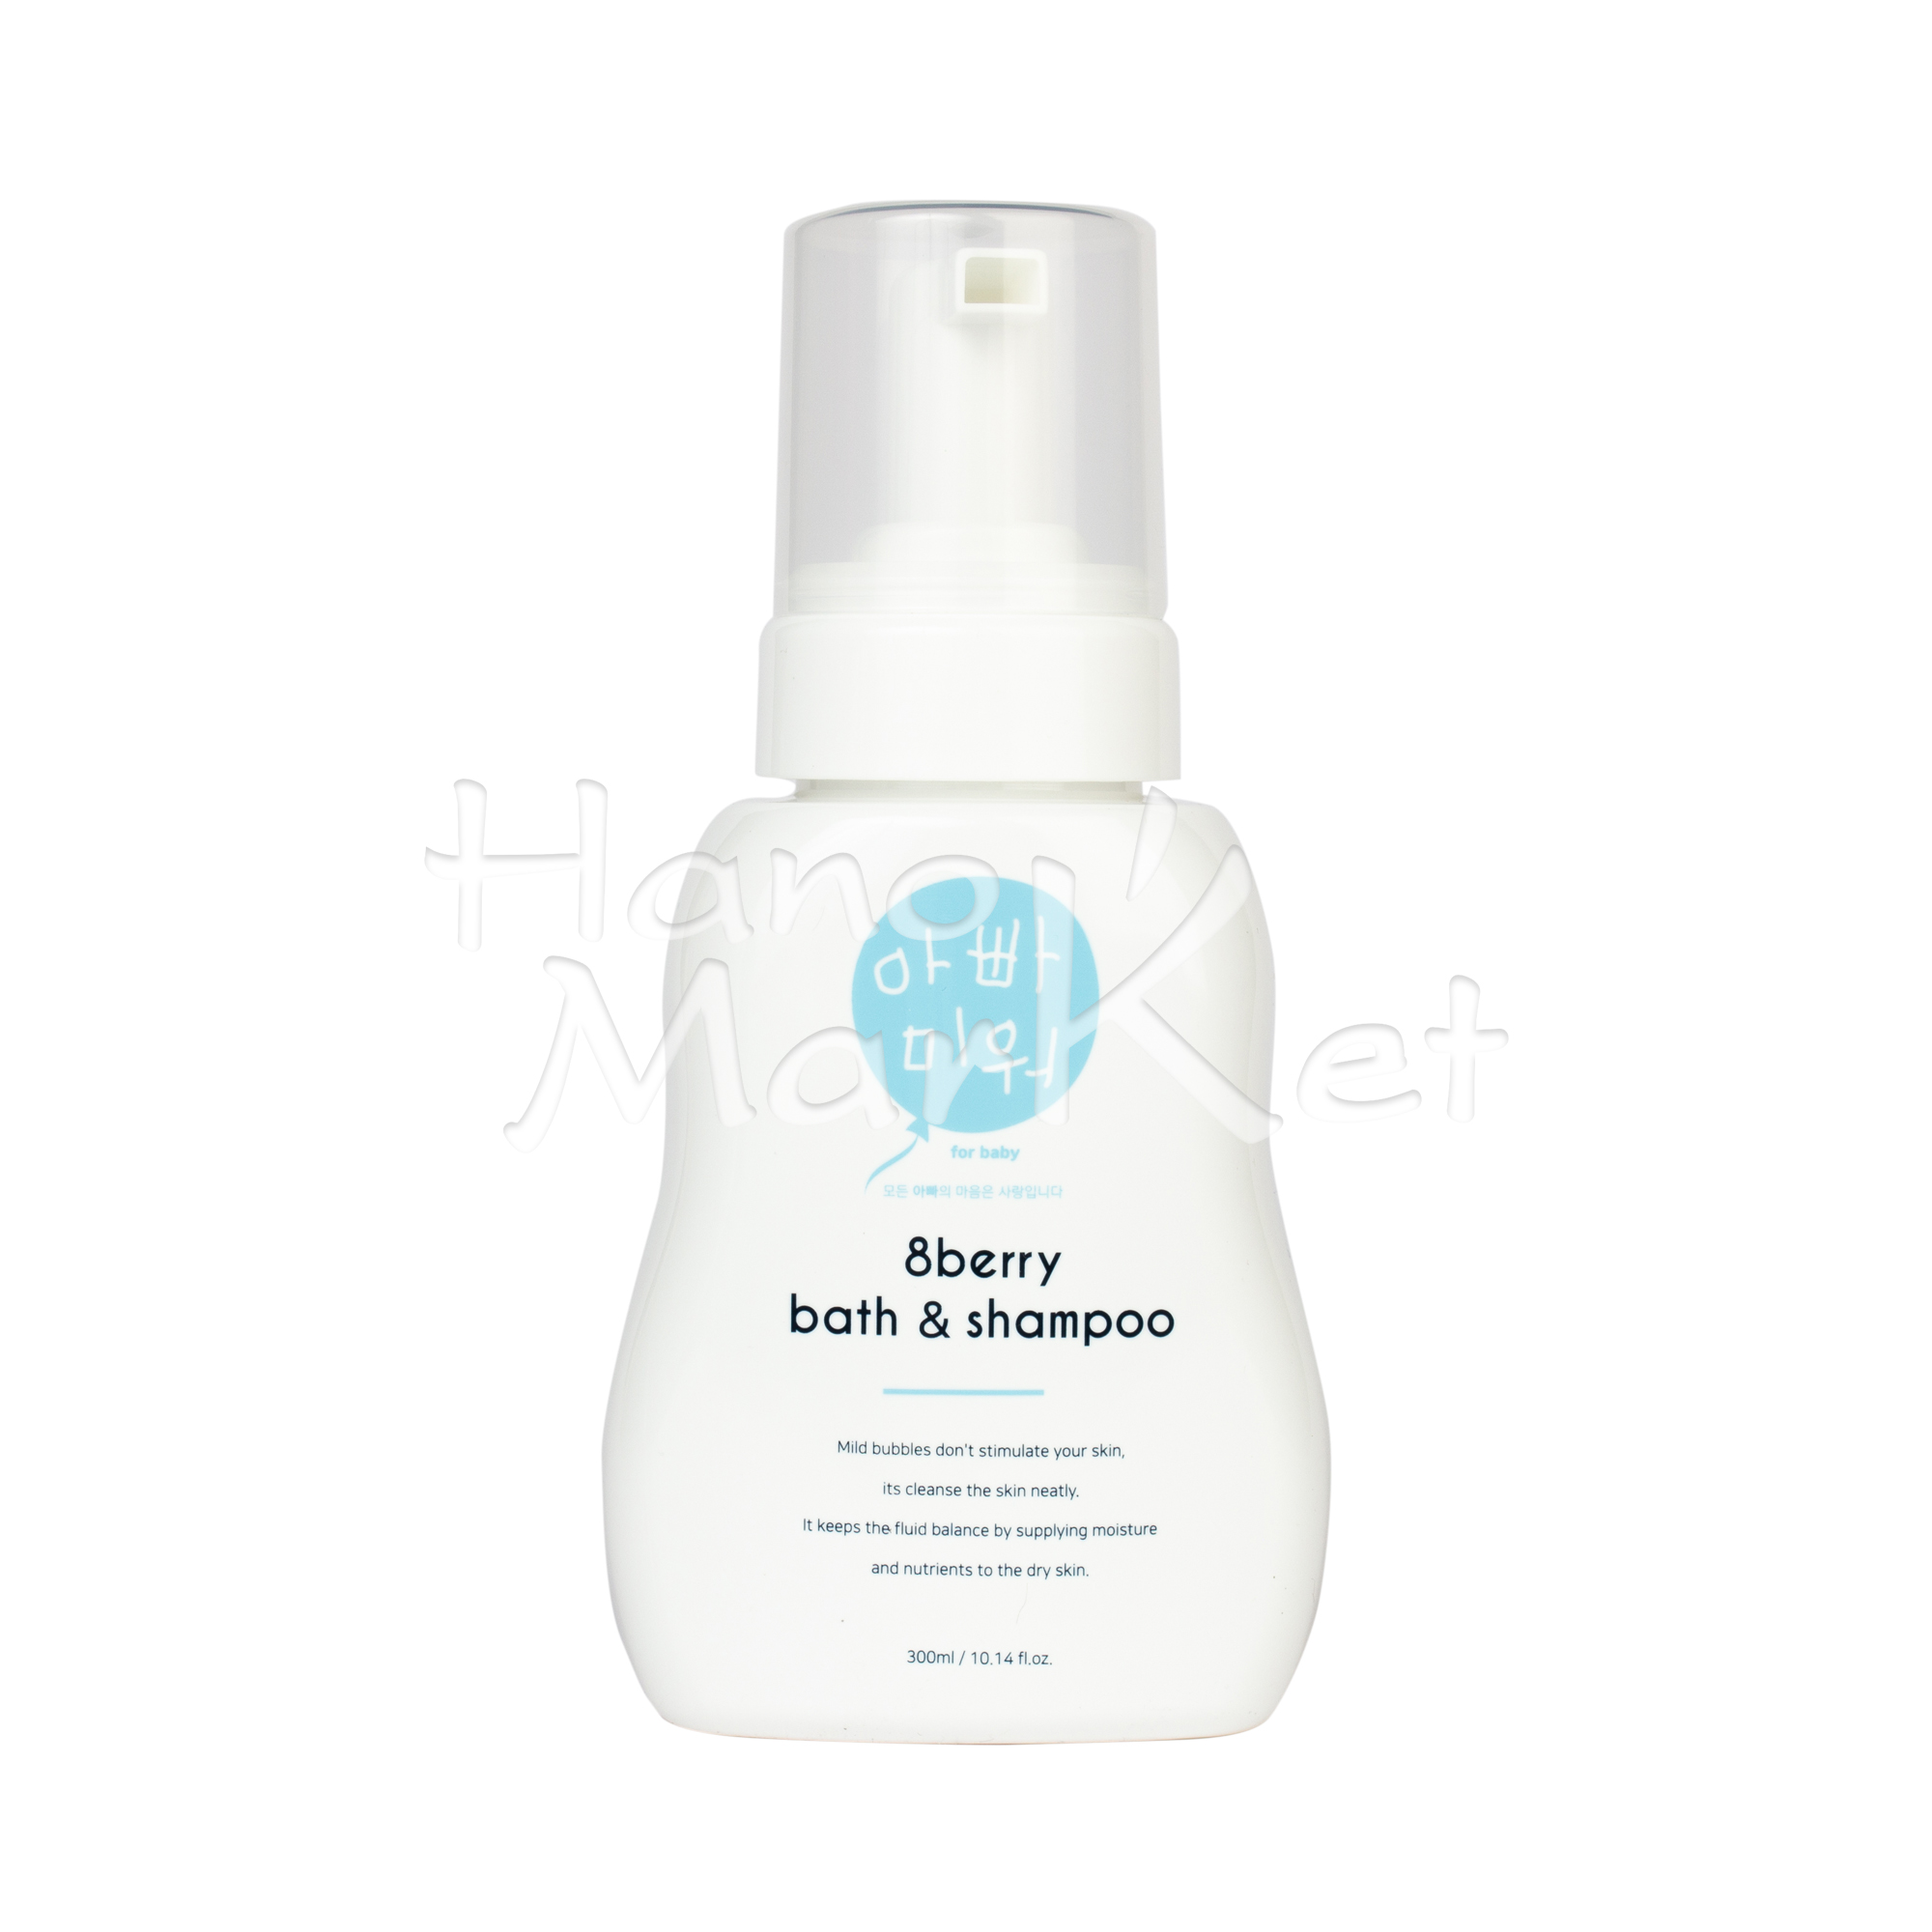 Hano
MarKet
아빠
미워
for baby
모든 아빠의 마음은 사랑입니다
8berry
bath & shampoo
Mild bubbles don't stimulate your skin,
its cleanse the skin neatly.
It keeps the fluid balance by supplying moisture
and nutrients to the dry skin.
300ml / 10.14 fl.oz.